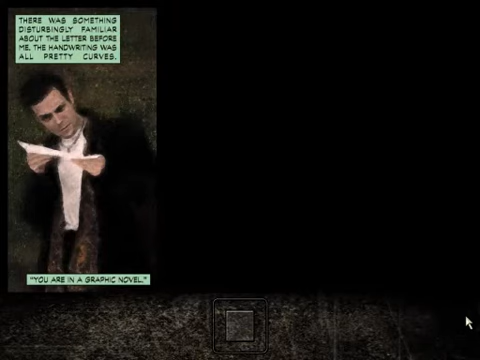 THERE WAS SOMETHING
DISTURBINGLY FAMILIAR
ABOUT THE LETTER BEFORE
ME. THE HANDWRITING WAS
ALL PRETTY CURVES.
"YOU ARE IN A GRAPHIC NOVEL."